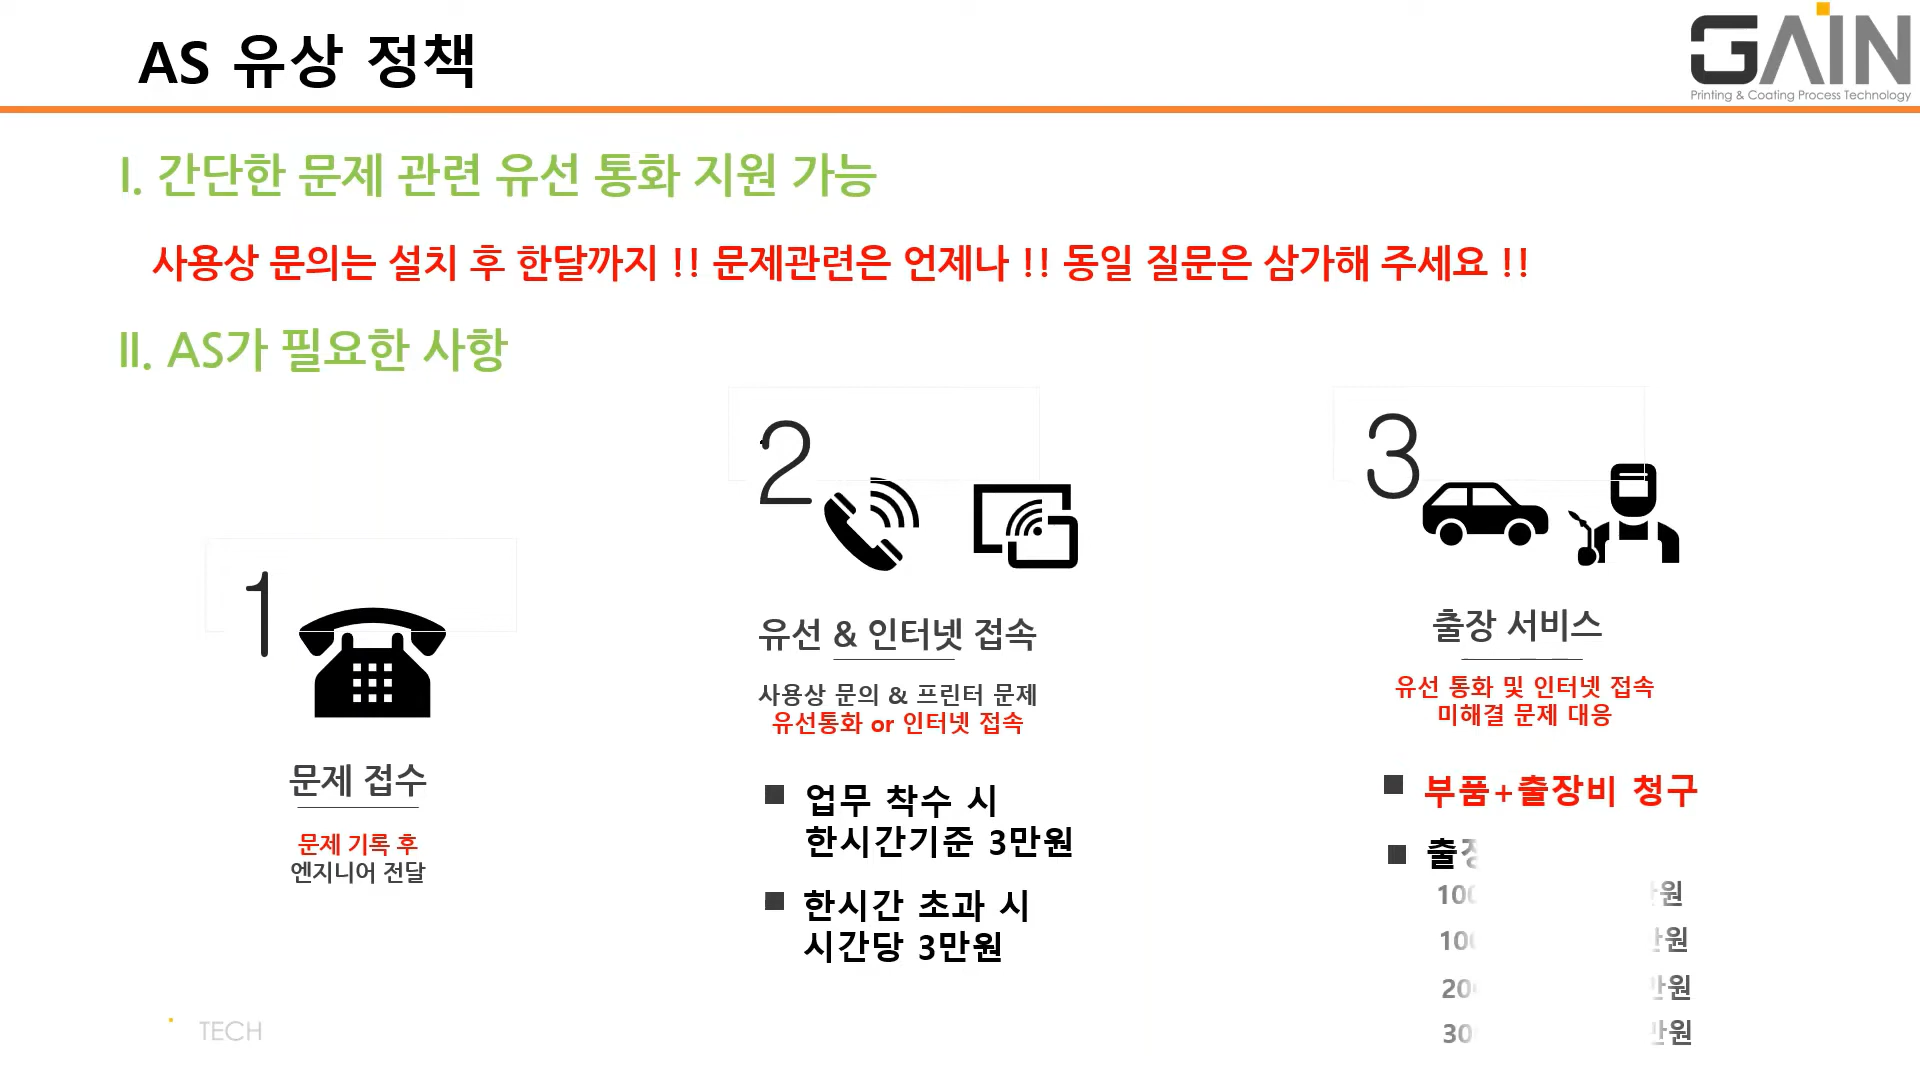 AS 유상 정책
GAIN
Printing & Coating Process Technology
I. 간단한 문제 관련 유선 통화 지원 가능
사용상 문의는 설치 후 한달까지 !! 문제관련은 언제나 !! 동일 질문은 삼가해 주세요 !!
II. AS가 필요한 사항
1
문제 접수
문제 기록 후
엔지니어 전달
2
유선 & 인터넷 접속
사용상 문의 & 프린터 문제
유선통화 or 인터넷 접속
■ 업무 착수 시
한시간기준 3만원
■ 한시간 초과 시
시간당 3만원
3
출장 서비스
유선 통화 및 인터넷 접속
미해결 문제 대응
■ 부품+출장비 청구
TECH